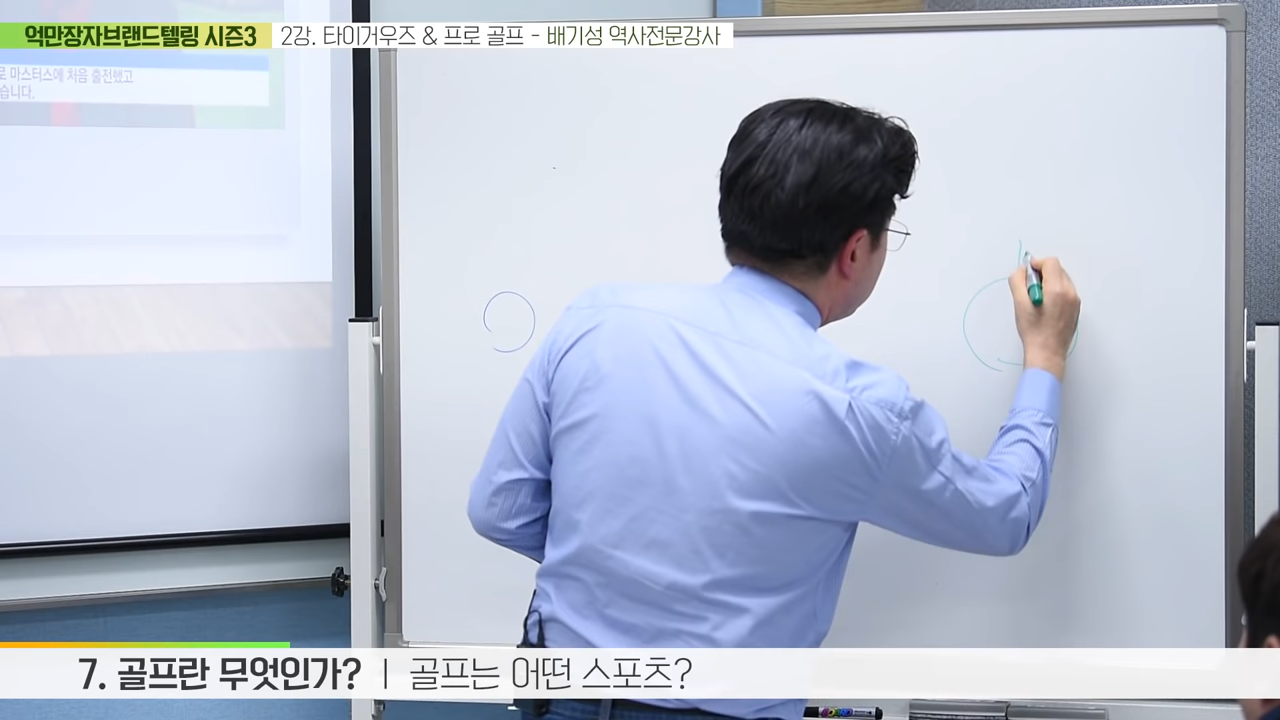 억만장자브랜드텔링 시즌3 2강. 타이거우즈 & 프로 골프 - 배기성 역사전문강사
로 마스터스에 처음 출전했고
습니다.
7. 골프란 무엇인가? | 골프는 어떤 스포츠?